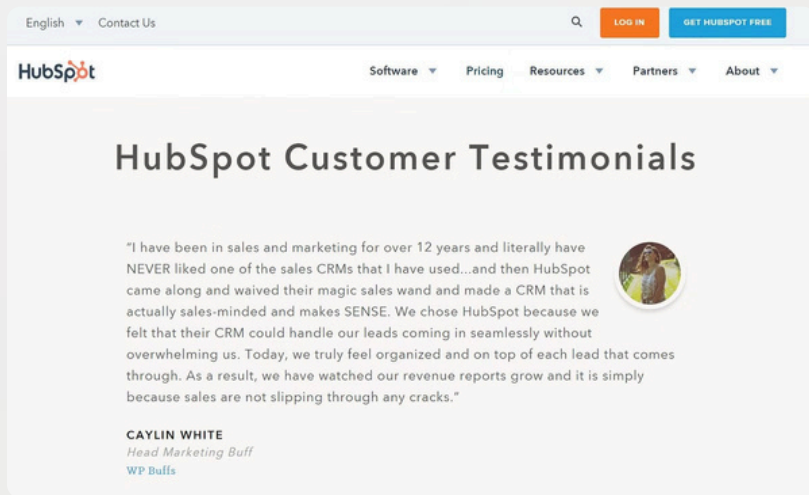 English Contact Us
LOG IN
GET HUBSPOT FREE
HubSpot
Software Pricing Resources Partners About
HubSpot Customer Testimonials
"I have been in sales and marketing for over 12 years and literally have
NEVER liked one of the sales CRMs that I have used...and then HubSpot
came along and waived their magic sales wand and made a CRM that is
actually sales-minded and makes SENSE. We chose HubSpot because we
felt that their CRM could handle our leads coming in seamlessly without
overwhelming us. Today, we truly feel organized and on top of each lead that comes
through. As a result, we have watched our revenue reports grow and it is simply
because sales are not slipping through any cracks."
CAYLIN WHITE
Head Marketing Buff
WP Buffs